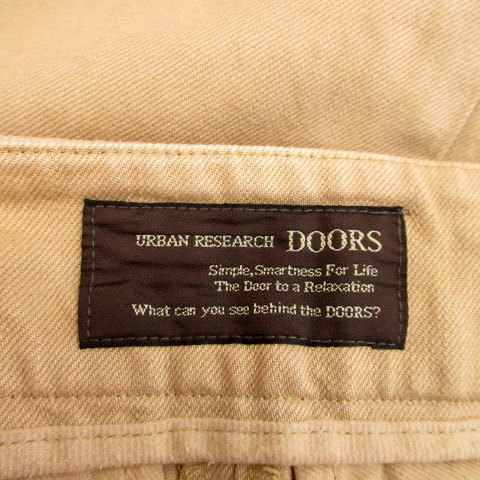 URBAN RESEARCH DOORS
Simple,Smartness For Life
The Door to a Relaxation
What can you see behind the DOORS?